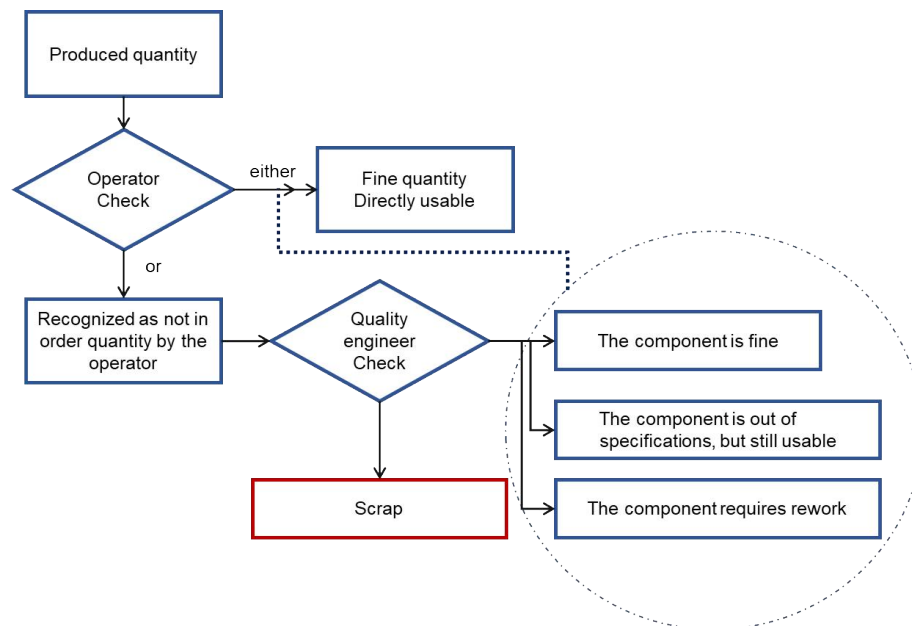 Produced quantity
Operator
Check
either
Fine quantity
Directly usable
or
Recognized as not in
order quantity by the
operator
Quality
engineer
Check
The component is fine
The component is out of
specifications, but still usable
Scrap
The component requires rework